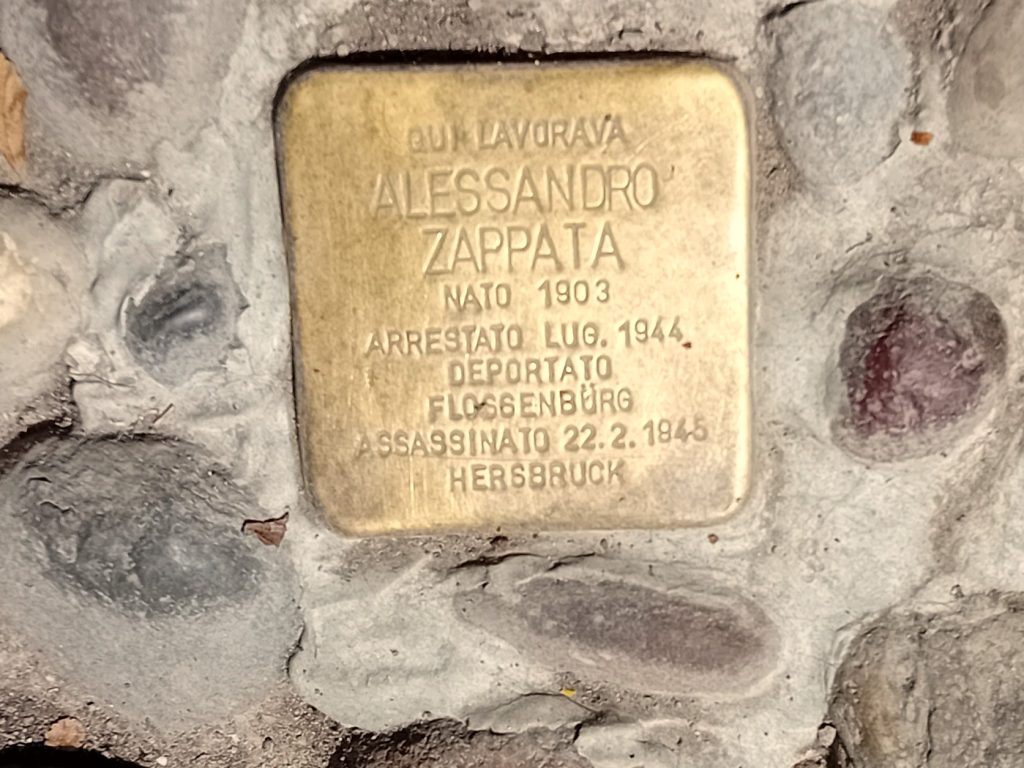 QUI LAVORAVA
ALESSANDRO
ZAPPATA
NATO 1903
ARRESTATO LUG. 1944
DEPORTATO
FLOSSENBÜRG
ASSASSINATO 22.2.1945
HERSBRUCK